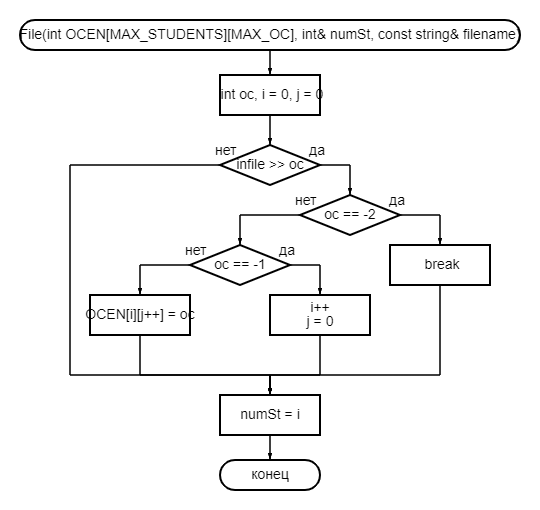 File(int OCEN[MAX_STUDENTS][MAX_OC], int& numSt, const string& filename
int oc, i = 0, j = 0
нет
да
infile >> oc
нет
да
oc == -2
нет
да
oc == -1
break
OCEN[i][j++] = oc
i++
j = 0
numSt = i
конец